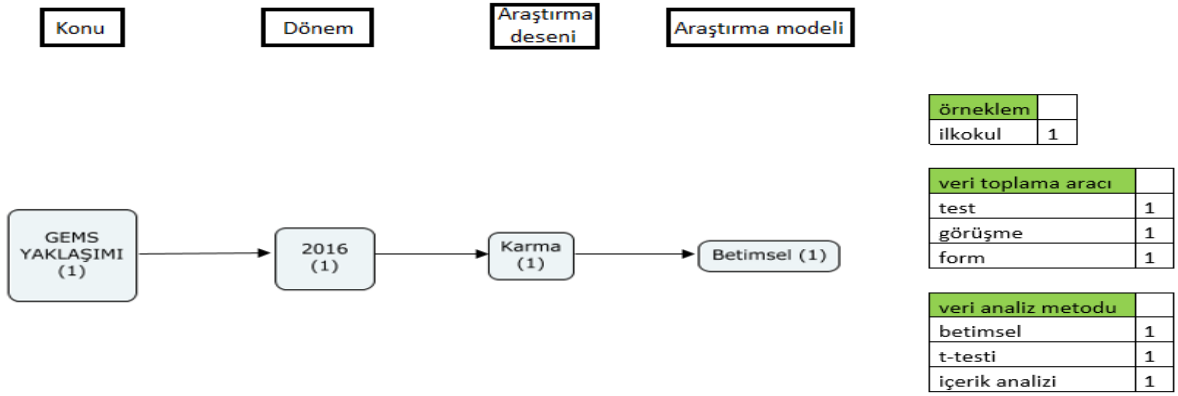 Konu
Dönem
Araştırma
deseni
Araştırma modeli
GEMS
YAKLAŞIMI
(1)
2016
(1)
Karma
(1)
Betimsel (1)
örneklem
ilkokul 1
veri toplama aracı
test 1
görüşme 1
form 1
veri analiz metodu
betimsel 1
t-testi 1
içerik analizi 1